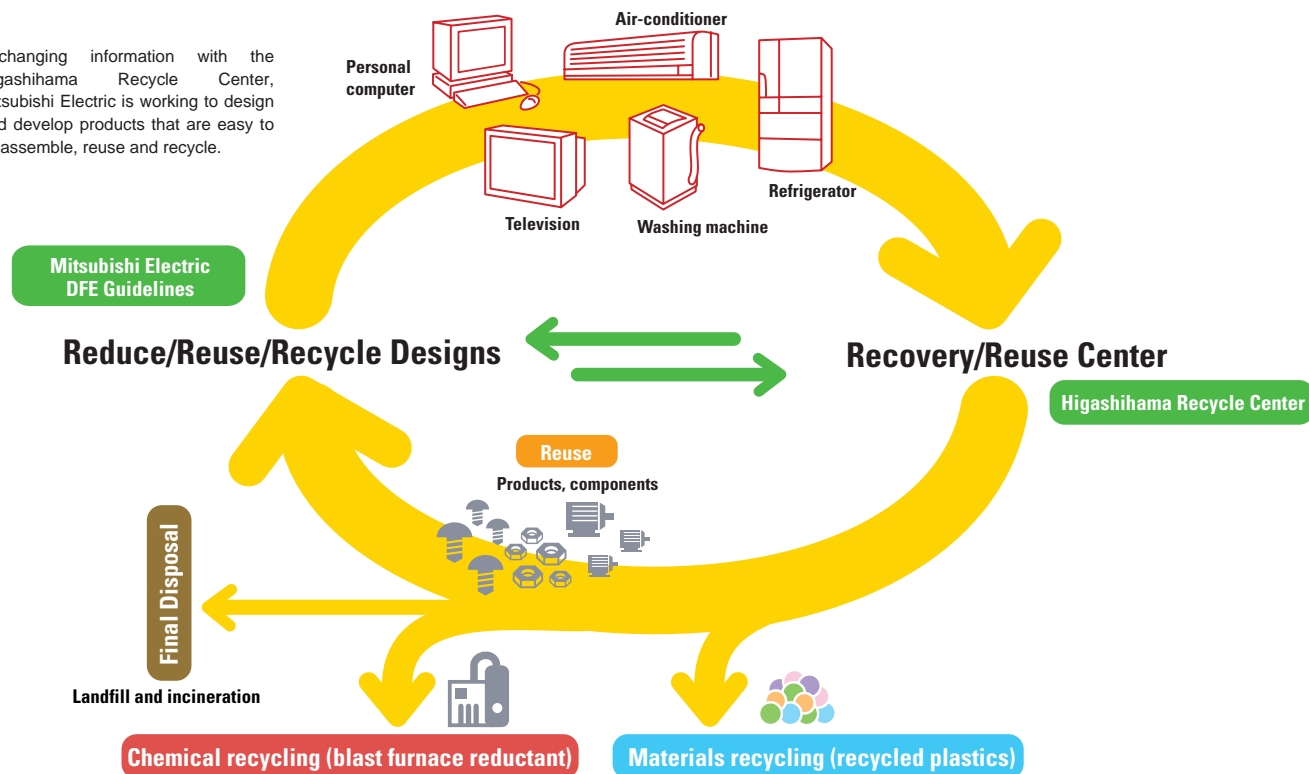 changing information with the
gashihama Recycle Center,
tsubishi Electric is working to design
d develop products that are easy to
assemble, reuse and recycle.
Air-conditioner
Personal
computer
Refrigerator
Television
Washing machine
Mitsubishi Electric
DFE Guidelines
Reduce/Reuse/Recycle Designs
Recovery/Reuse Center
Higashihama Recycle Center
Reuse
Products, components
Final Disposal
Landfill and incineration
Chemical recycling (blast furnace reductant)
Materials recycling (recycled plastics)